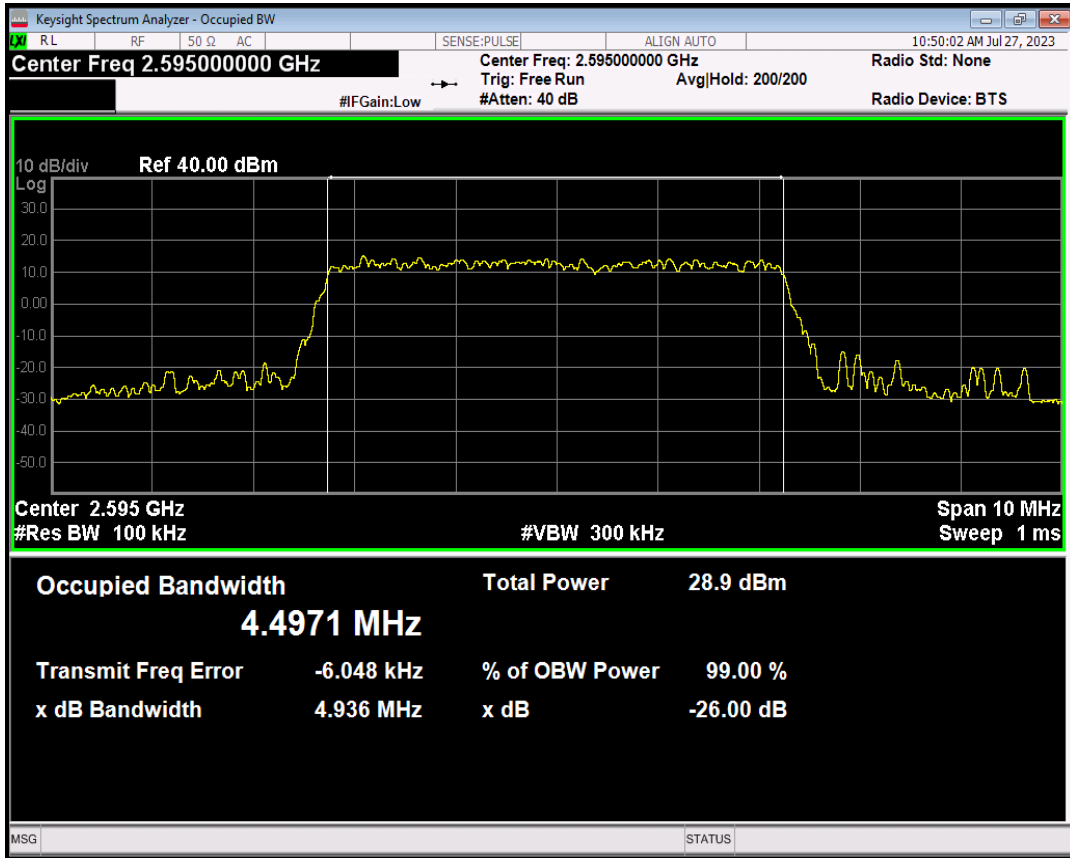 Keysight Spectrum Analyzer - Occupied BW
LXI RL RF 50 Ω AC SENSE:PULSE ALIGN AUTO 10:50:02 AM Jul 27, 2023
Center Freq 2.595000000 GHz Center Freq: 2.595000000 GHz Radio Std: None
Trig: Free Run Avg|Hold: 200/200
#IFGain:Low #Atten: 40 dB Radio Device: BTS
10 dB/div Ref 40.00 dBm
Log
30.0
20.0
10.0
0.00
-10.0
-20.0
-30.0
-40.0
-50.0
Center 2.595 GHz Span 10 MHz
#Res BW 100 kHz #VBW 300 kHz Sweep 1 ms
Occupied Bandwidth Total Power 28.9 dBm
4.4971 MHz
Transmit Freq Error -6.048 kHz % of OBW Power 99.00 %
x dB Bandwidth 4.936 MHz x dB -26.00 dB
MSG STATUS